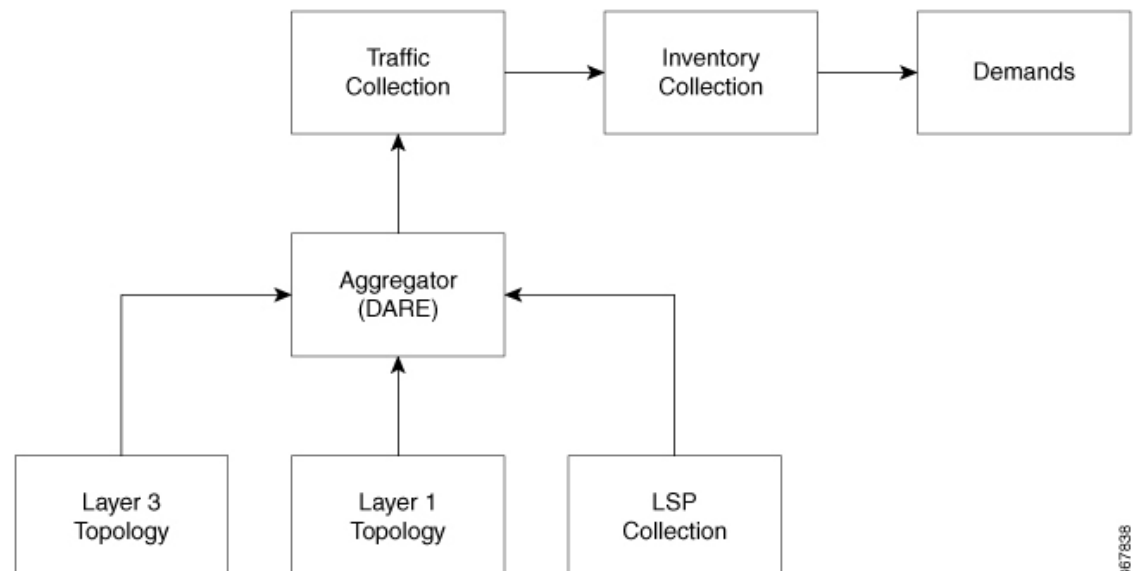 Traffic
Collection
Inventory
Collection
Demands
Aggregator
(DARE)
Layer 3
Topology
Layer 1
Topology
LSP
Collection